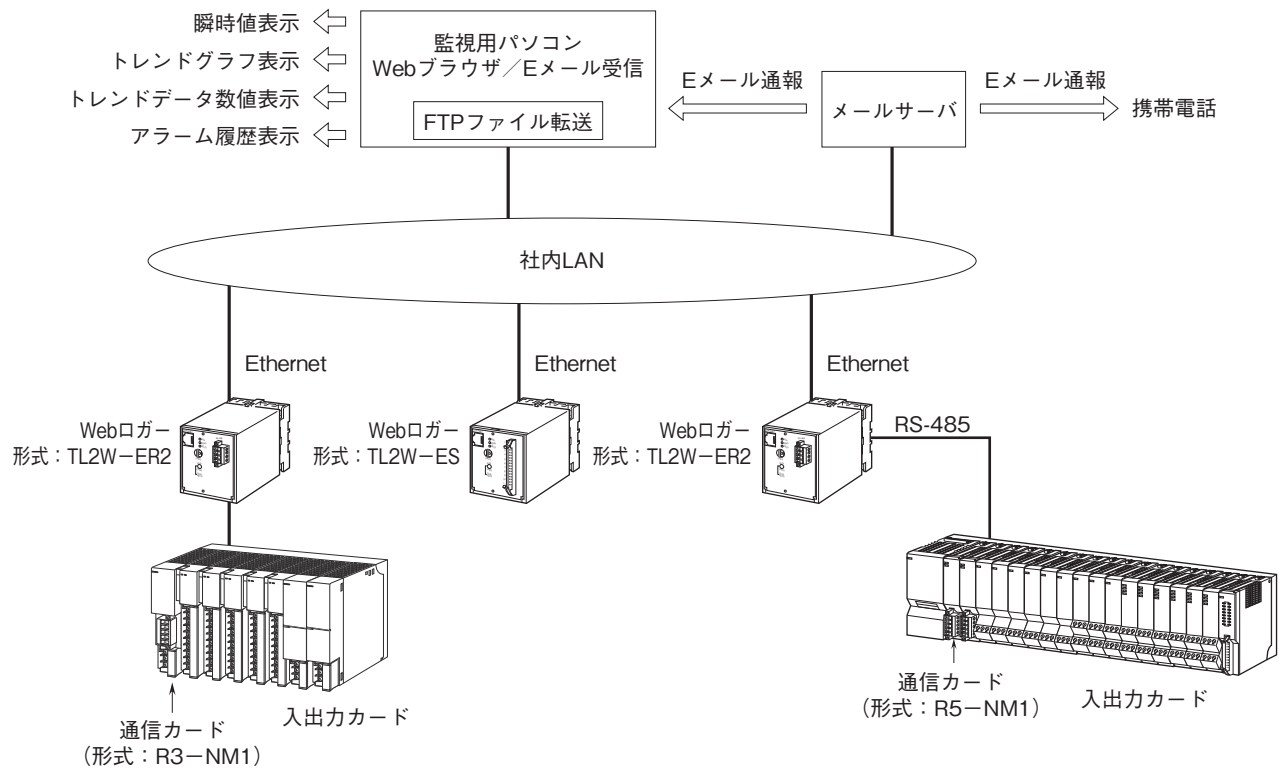 瞬時値表示
トレンドグラフ表示
トレンドデータ数値表示
アラーム履歴表示
監視用パソコン
Webブラウザ／Eメール受信
FTPファイル転送
Eメール通報
メールサーバ
Eメール通報
携帯電話
社内LAN
Ethernet
Ethernet
Ethernet
Webロガー
形式：TL2W－ER2
Webロガー
形式：TL2W－ES
Webロガー
形式：TL2W－ER2
RS-485
通信カード
（形式：R3－NM1）
入出力カード
通信カード
（形式：R5－NM1）
入出力カード